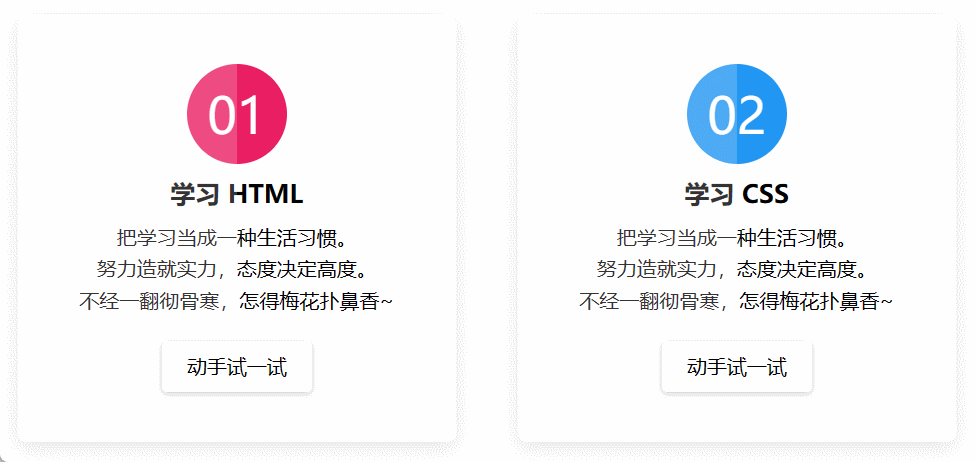 01
学习 HTML
把学习当成一种生活习惯。
努力造就实力，态度决定高度。
不经一翻彻骨寒，怎得梅花扑鼻香~
动手试一试
02
学习 CSS
把学习当成一种生活习惯。
努力造就实力，态度决定高度。
不经一翻彻骨寒，怎得梅花扑鼻香~
动手试一试